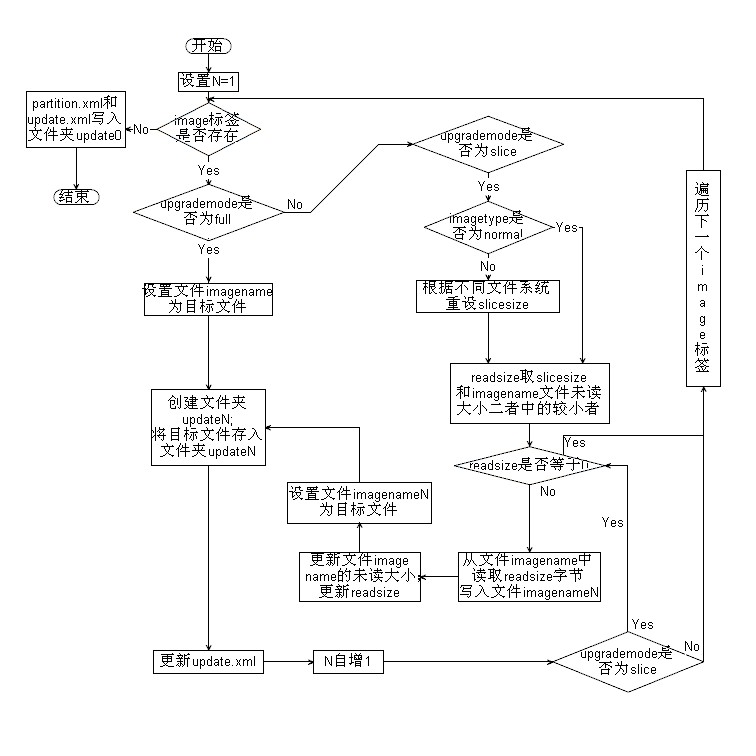 开始
设置N=1
partition.xml和
update.xml写入
文件夹update0
No
image标签
是否存在
Yes
结束
upgrademode是
否为full
No
Yes
upgrademode是
否为slice
Yes
imagetype是
否为normal
Yes
No
遍历下一个image标签
设置文件imagename
为目标文件
根据不同文件系统
重设slicesize
readsize取slicesize
和imagename文件未读
大小二者中的较小者
创建文件夹
updateN;
将目标文件存入
文件夹updateN
Yes
readsize是否等于0
No
设置文件imagenameN
为目标文件
Yes
更新文件image
name的未读大小
更新readsize
从文件imagename中
读取readsize字节
写入文件imagenameN
Yes
更新update.xml
N自增1
upgrademode是
否为slice
No